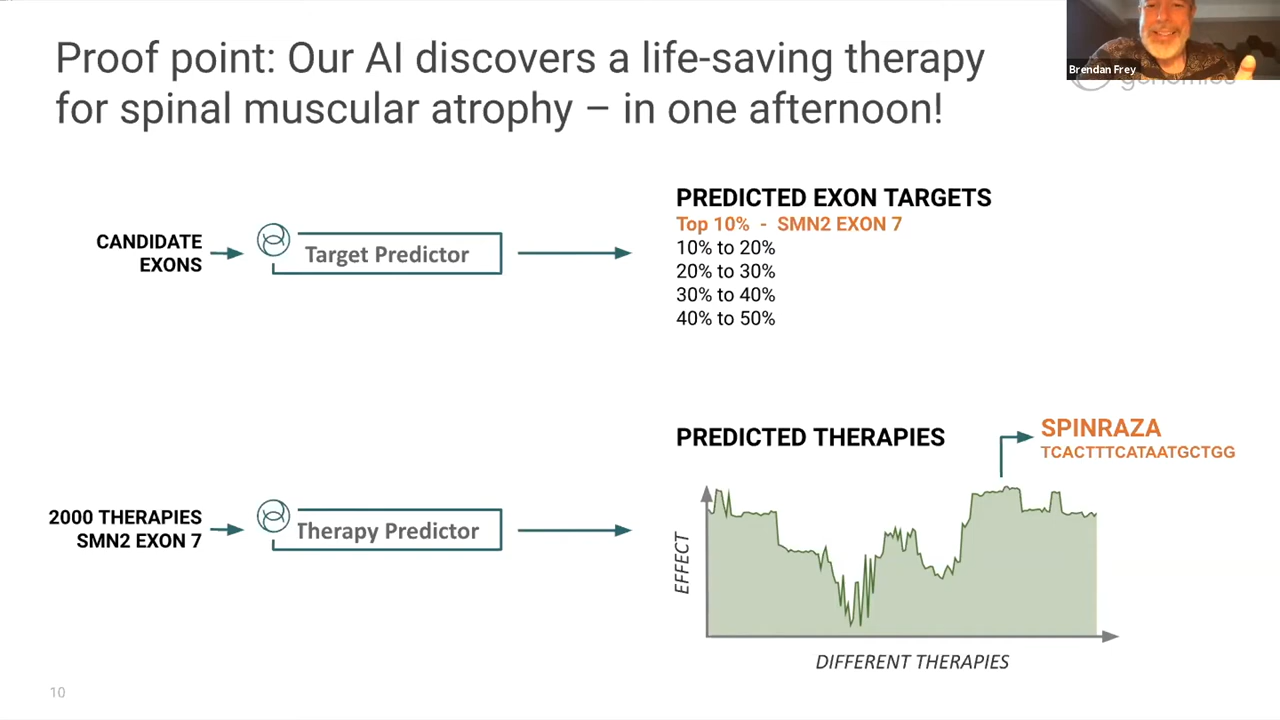 Proof point: Our AI discovers a life-saving therapy
for spinal muscular atrophy – in one afternoon!
Brendan Frey
genomics
CANDIDATE
EXONS
Target Predictor
PREDICTED EXON TARGETS
Top 10% - SMN2 EXON 7
10% to 20%
20% to 30%
30% to 40%
40% to 50%
2000 THERAPIES
SMN2 EXON 7
Therapy Predictor
PREDICTED THERAPIES
SPINRAZA
TCACTTTCATAATGCTGG
EFFECT
DIFFERENT THERAPIES
10